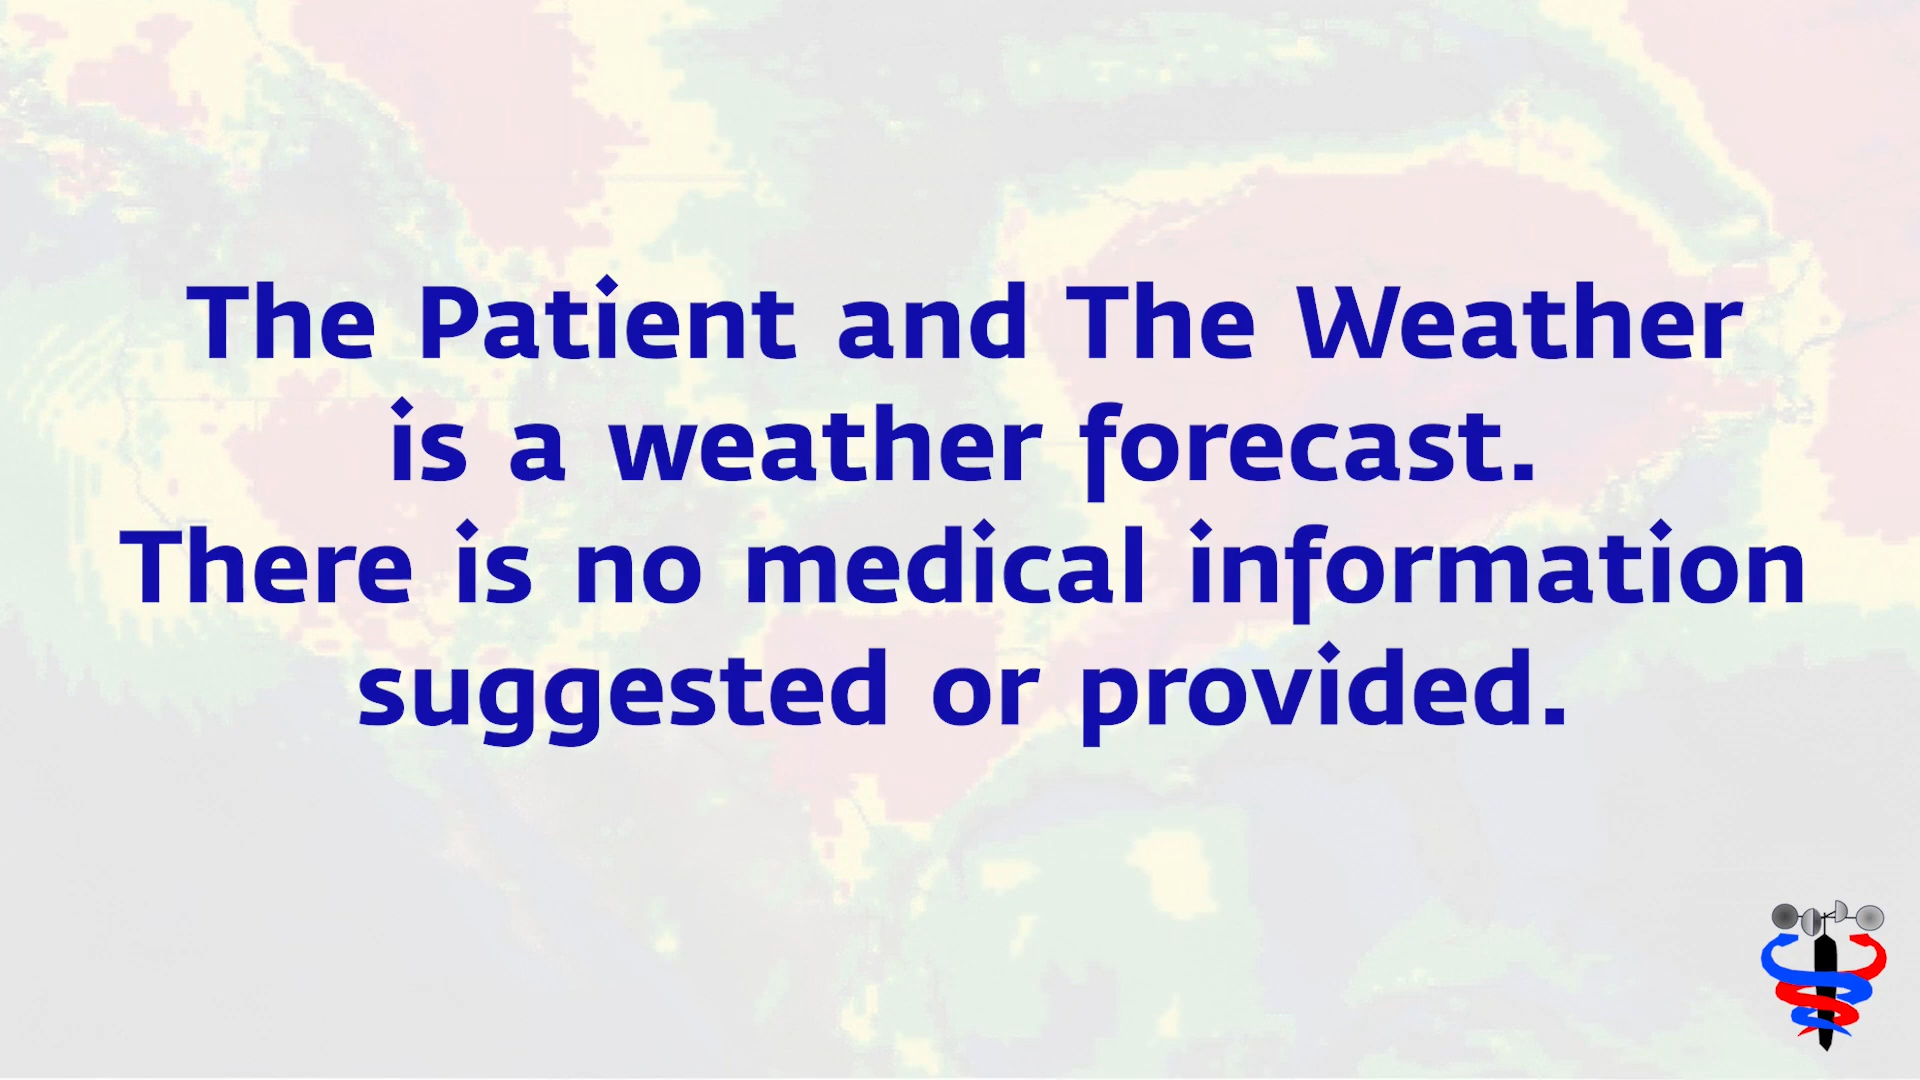 The Patient and The Weather
is a weather forecast.
There is no medical information
suggested or provided.